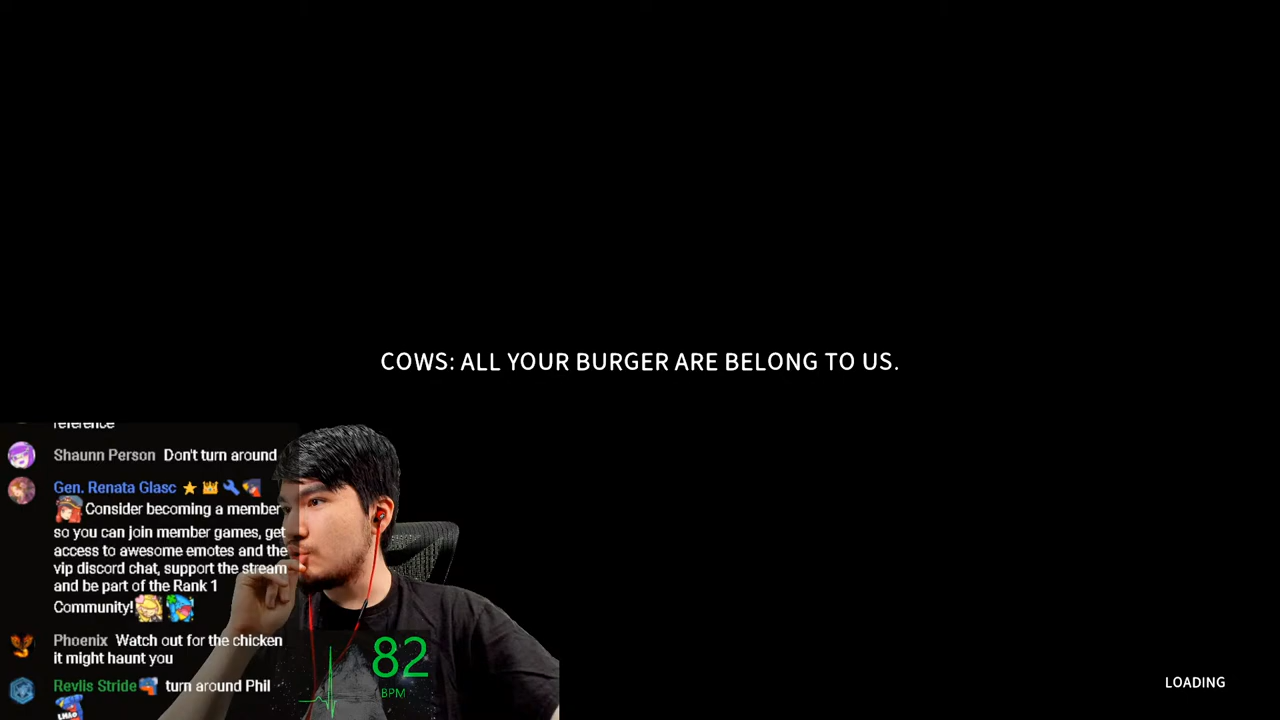 COWS: ALL YOUR BURGER ARE BELONG TO US.
reference
Shaunn Person Don't turn around
Gen. Renata Glasc
Consider becoming a member
so you can join member games, get
access to awesome emotes and the
vip discord chat, support the stream
and be part of the Rank 1
Community!
Phoenix Watch out for the chicken
it might haunt you
Revlis Stride turn around Phil
LMAO
82
BPM
LOADING